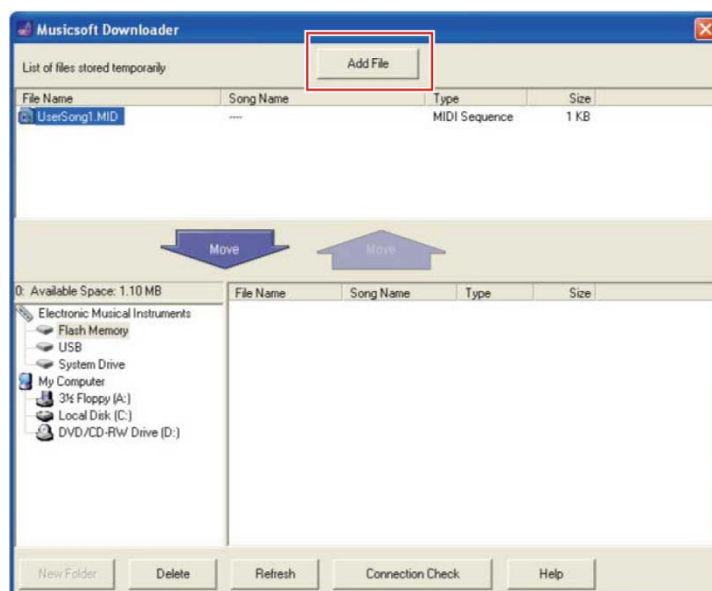 Musicsoft Downloader
List of files stored temporarily
Add File
File Name Song Name Type Size
UserSong1.MID ---- MIDI Sequence 1 KB
Move Move
0: Available Space: 1.10 MB
File Name Song Name Type Size
Electronic Musical Instruments
Flash Memory
USB
System Drive
My Computer
3½ Floppy (A:)
Local Disk (C:)
DVD/CD-RW Drive (D:)
New Folder Delete Refresh Connection Check Help